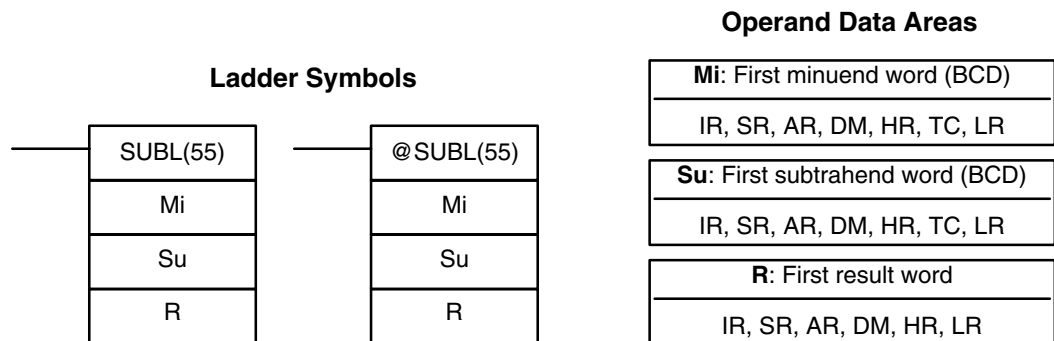 Operand Data Areas
Ladder Symbols
Mi: First minuend word (BCD)
IR, SR, AR, DM, HR, TC, LR
SUBL(55)
@SUBL(55)
Su: First subtrahend word (BCD)
Mi
Mi
IR, SR, AR, DM, HR, TC, LR
Su
Su
R: First result word
R
R
IR, SR, AR, DM, HR, LR